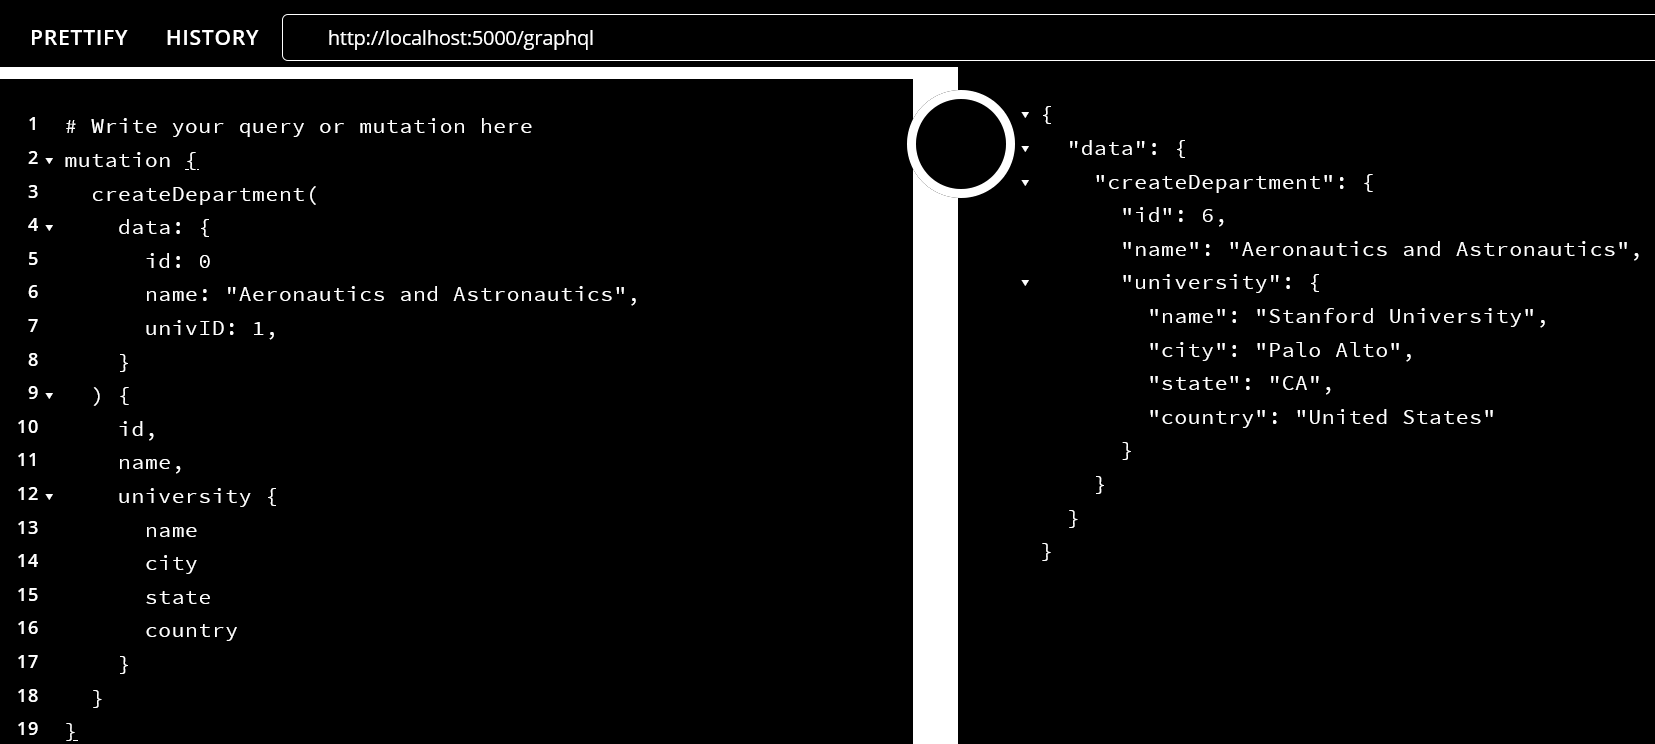 PRETTIFY HISTORY http://localhost:5000/graphql
1 # Write your query or mutation here
2 mutation {
3 createDepartment(
4 data: {
5 id: 0
6 name: "Aeronautics and Astronautics",
7 univID: 1,
8 }
9 ) {
10 id,
11 name,
12 university {
13 name
14 city
15 state
16 country
17 }
18 }
19 }
{
"data": {
"createDepartment": {
"id": 6,
"name": "Aeronautics and Astronautics",
"university": {
"name": "Stanford University",
"city": "Palo Alto",
"state": "CA",
"country": "United States"
}
}
}
}